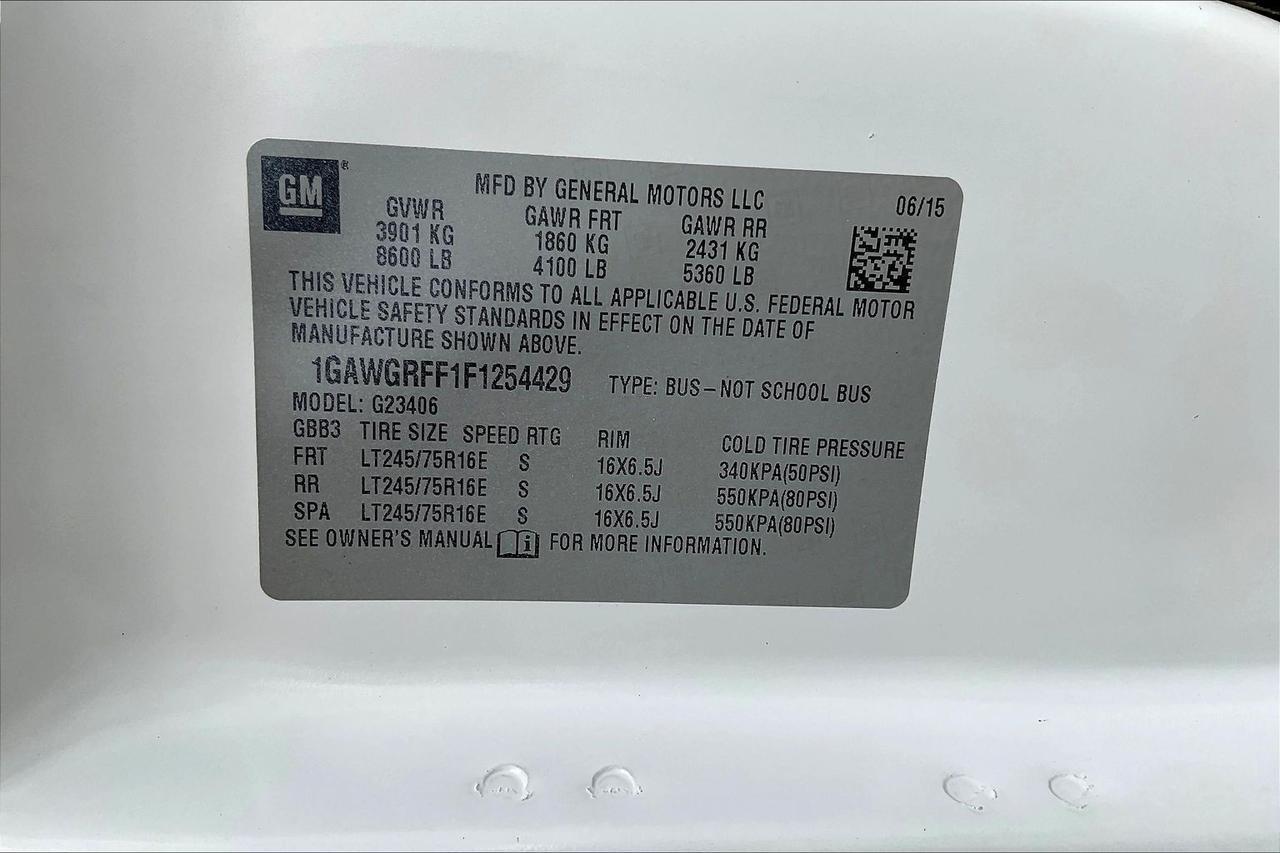 GM®
MFD BY GENERAL MOTORS LLC 06/15
GVWR GAWR FRT GAWR RR
3901 KG 1860 KG 2431 KG
8600 LB 4100 LB 5360 LB
THIS VEHICLE CONFORMS TO ALL APPLICABLE U.S. FEDERAL MOTOR
VEHICLE SAFETY STANDARDS IN EFFECT ON THE DATE OF
MANUFACTURE SHOWN ABOVE.
1GAWGRFF1F1254429 TYPE: BUS–NOT SCHOOL BUS
MODEL: G23406
GBB3 TIRE SIZE SPEED RTG RIM COLD TIRE PRESSURE
FRT LT245/75R16E S 16X6.5J 340KPA(50PSI)
RR LT245/75R16E S 16X6.5J 550KPA(80PSI)
SPA LT245/75R16E S 16X6.5J 550KPA(80PSI)
SEE OWNER'S MANUAL i FOR MORE INFORMATION.